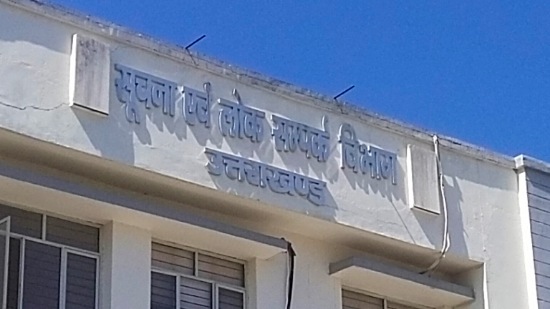 सूचना एवं लोक सम्पर्क विभाग
उत्तराखण्ड